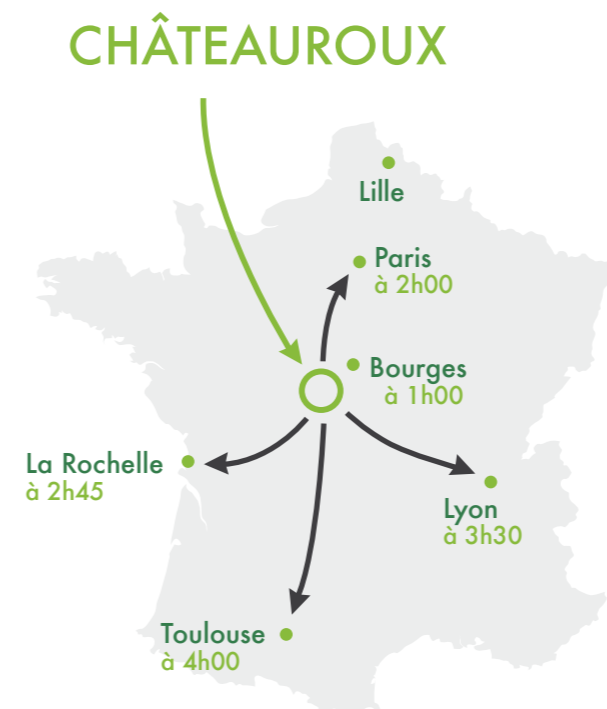 CHÂTEAUROUX
Lille
Paris
à 2h00
Bourges
à 1h00
La Rochelle
à 2h45
Lyon
à 3h30
Toulouse
à 4h00